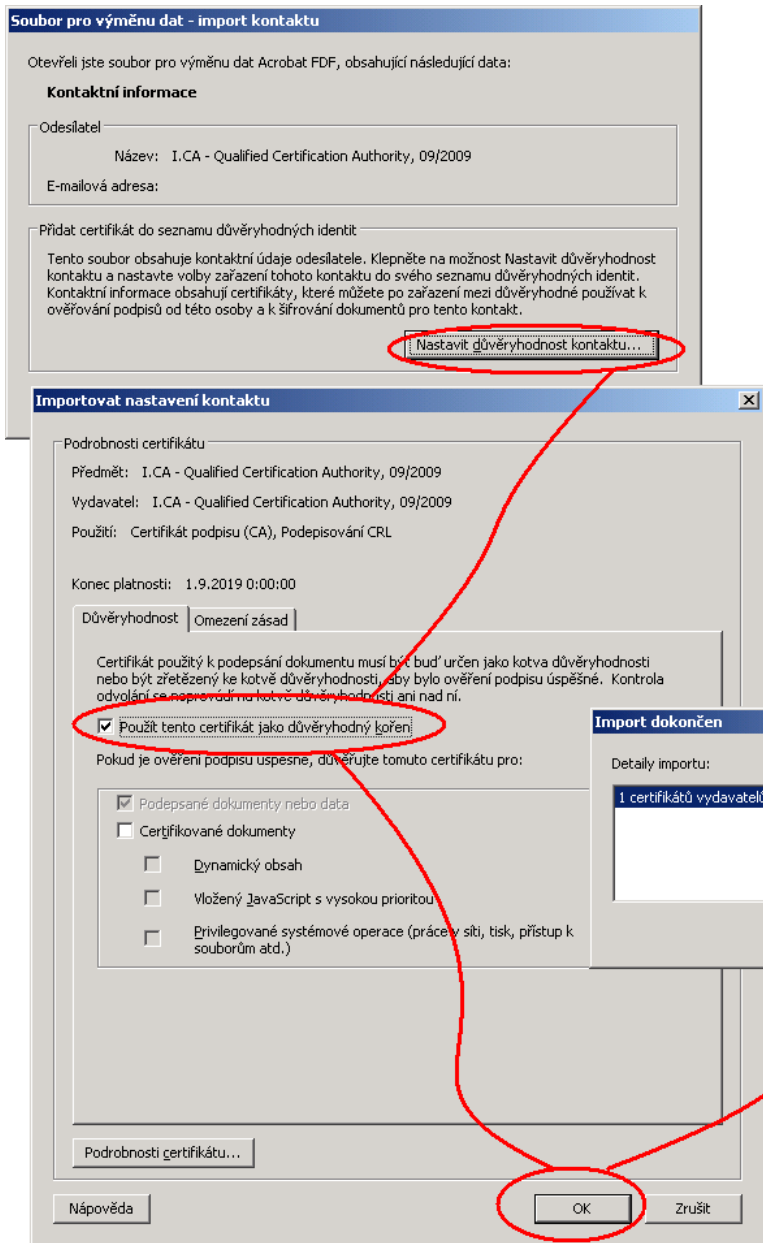 Soubor pro výměnu dat - import kontaktu
Otevřeli jste soubor pro výměnu dat Acrobat FDF, obsahující následující data:
Kontaktní informace
Odesílatel
Název: I.CA - Qualified Certification Authority, 09/2009
E-mailová adresa:
Přidat certifikát do seznamu důvěryhodných identit
Tento soubor obsahuje kontaktní údaje odesílatele. Klepněte na možnost Nastavit důvěryhodnost
kontaktu a nastavte volby zařazení tohoto kontaktu do svého seznamu důvěryhodných identit.
Kontaktní informace obsahují certifikáty, které můžete po zařazení mezi důvěryhodné používat k
ověřování podpisů od této osoby a k šifrování dokumentů pro tento kontakt.
Nastavit důvěryhodnost kontaktu...
Importovat nastavení kontaktu
Podrobnosti certifikátu
Předmět: I.CA - Qualified Certification Authority, 09/2009
Vydavatel: I.CA - Qualified Certification Authority, 09/2009
Použití: Certifikát podpisu (CA), Podepisování CRL
Konec platnosti: 1.9.2019 0:00:00
Důvěryhodnost Omezení zásad
Certifikát použitý k podepsání dokumentu musí být buď určen jako kotva důvěryhodnosti
nebo být zřetězený ke kotvě důvěryhodnosti, aby bylo ověření podpisu úspěšné. Kontrola
odvolání se neprovádí na kotvě důvěryhodnosti ani nad ní.
Použít tento certifikát jako důvěryhodný kořen
Pokud je ověření podpisu úspěšné, důvěřujte tomuto certifikátu pro:
Podepsané dokumenty nebo data
Certifikované dokumenty
Dynamický obsah
Vložený JavaScript s vysokou prioritou
Privilegované systémové operace (práce v síti, tisk, přístup k
souborům atd.)
Import dokončen
Detaily importu:
1 certifikátů vydavatelů
Podrobnosti certifikátu...
Nápověda
OK
Zrušit